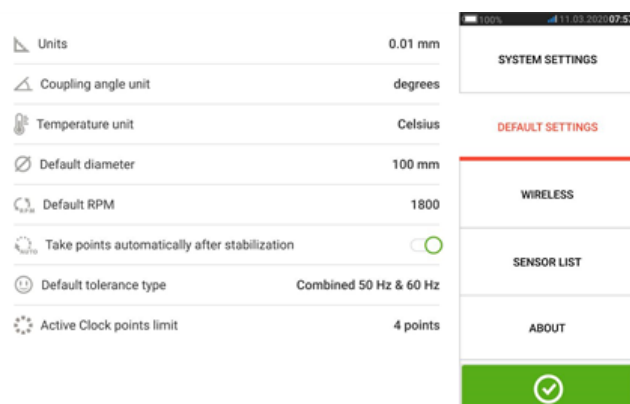 Units 0.01 mm
Coupling angle unit degrees
Temperature unit Celsius
Default diameter 100 mm
Default RPM 1800
Take points automatically after stabilization
Default tolerance type Combined 50 Hz & 60 Hz
Active Clock points limit 4 points
100% 11.03.2020 07:57
SYSTEM SETTINGS
DEFAULT SETTINGS
WIRELESS
SENSOR LIST
ABOUT